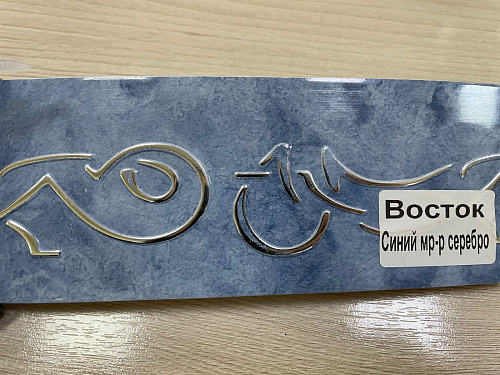 Восток
Синий мр-р серебро